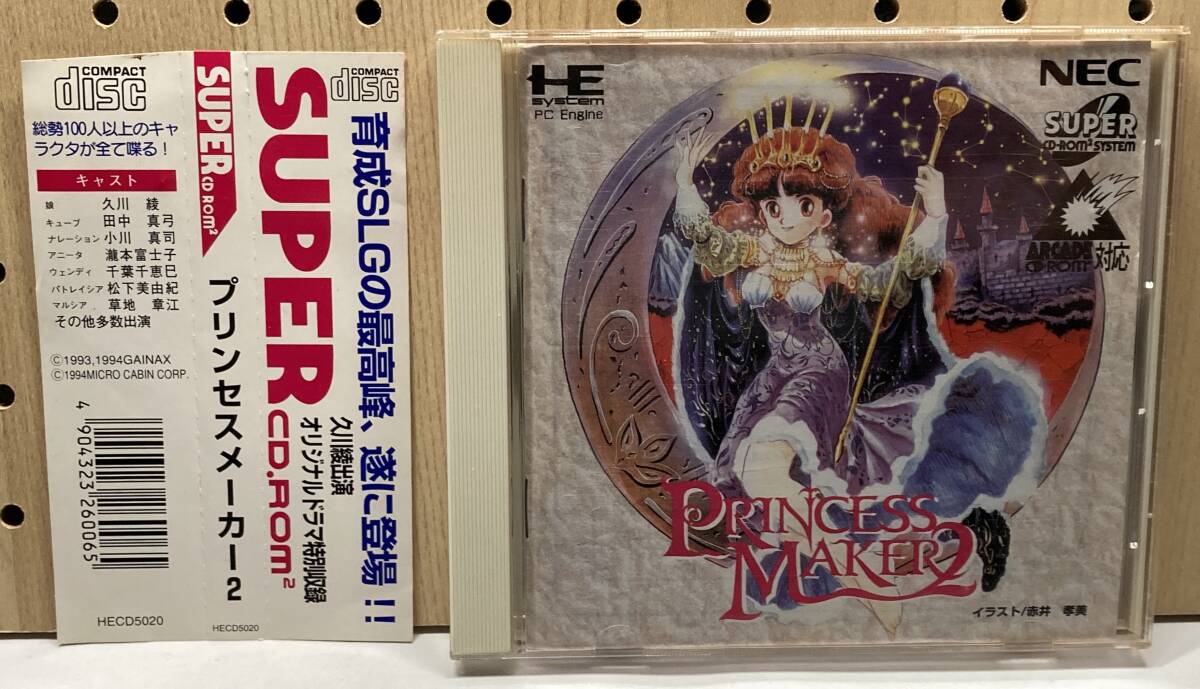 COMPACT
disc
総勢100人以上のキャ
ラクタが全て喋る!
キャスト
娘 久川 綾
キューブ 田中 真弓
ナレーション 小川 真司
アニータ 瀧本富士子
ウェンディ 千葉千恵巳
パトレイシア 松下美由紀
マルシア 草地 章江
その他多数出演
©1993,1994GAINAX
©1994MICRO CABIN CORP.
4904323260065
HECD5020
SUPER CD ROM²
プリンセスメーカー2
HECD5020
COMPACT
disc
SUPER CD.ROM²
育成SLGの最高峰、遂に登場!!
久川綾出演
オリジナルドラマ特別収録
HE
system
PC Engine
NEC
SUPER
CD-ROM² SYSTEM
ARCADE
CD ROM²
対応
PRINCESS
MAKER 2
イラスト/赤井 孝美